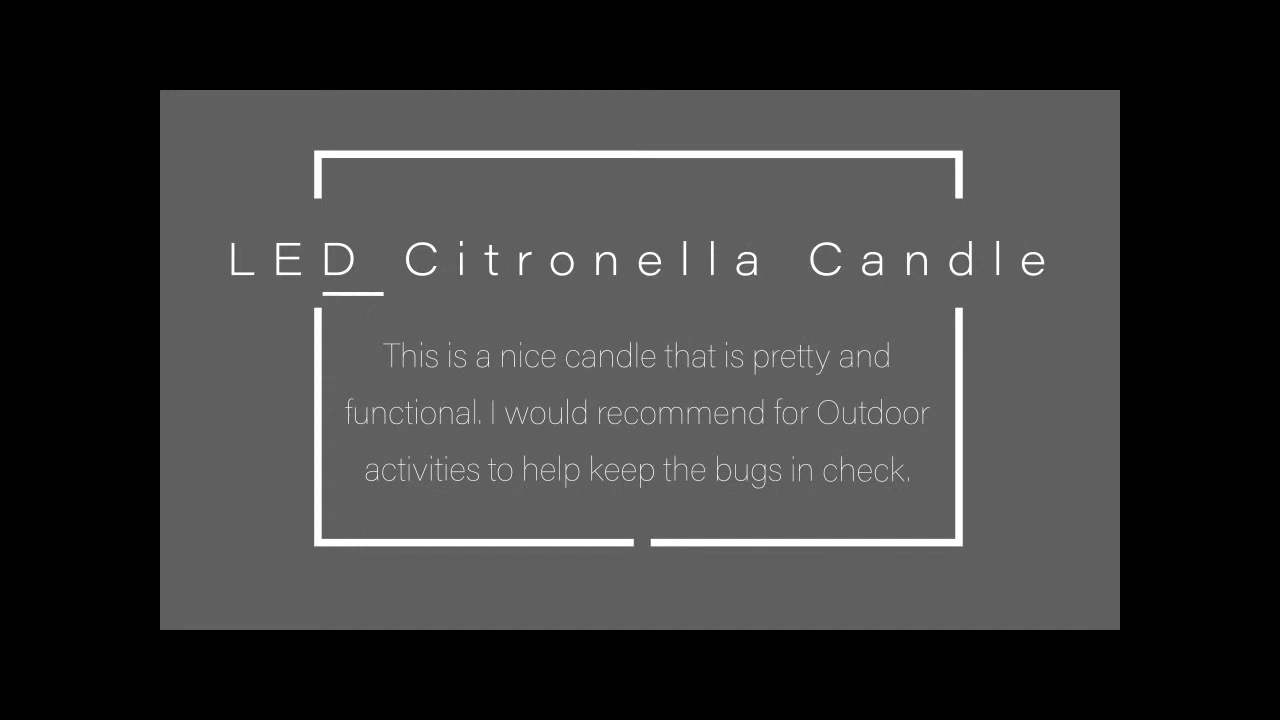 LED Citronella Candle
This is a nice candle that is pretty and
functional. I would recommend for Outdoor
activities to help keep the bugs in check.